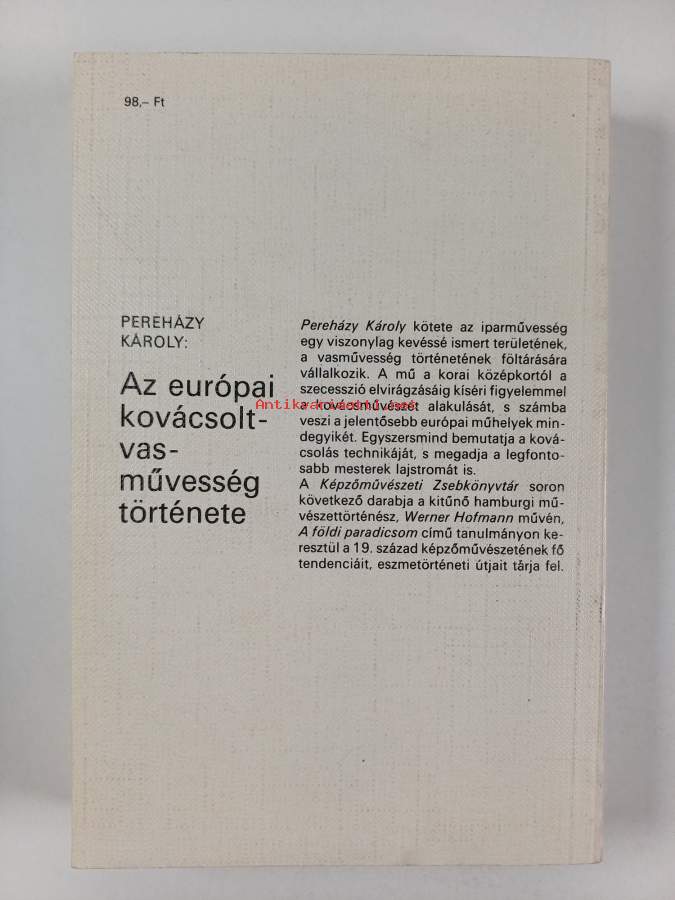 98,– Ft
PEREHÁZY
KÁROLY:
Az európai
kovácsolt-
vas-
művesség
története
Pereházy Károly kötete az iparművesség
egy viszonylag kevéssé ismert területének,
a vasművesség történetének föltárására
vállalkozik. A mű a korai középkortól a
szecesszió elvirágzásáig kíséri figyelemmel
a kovácsművészet alakulását, s számba
veszi a jelentősebb európai műhelyek min-
degyikét. Egyszersmind bemutatja a ková-
csolás technikáját, s megadja a legfonto-
sabb mesterek lajstromát is.
A Képzőművészeti Zsebkönyvtár soron
következő darabja a kitűnő hamburgi mű-
vészettörténész, Werner Hofmann művén,
A földi paradicsom című tanulmányon ke-
resztül a 19. század képzőművészetének fő
tendenciáit, eszmetörténeti útjait tárja fel.
Antikvarius11.net